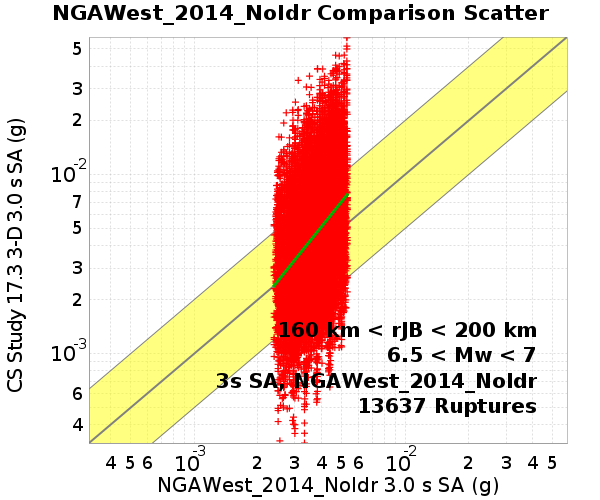 NGAWest_2014_NoIdr Comparison Scatter
CS Study 17.3 3-D 3.0 s SA (g)
5
3
2
10-2
7
5
3
2
10-3
6
4
160 km < rJB < 200 km
6.5 < Mw < 7
3s SA, NGAWest_2014_NoIdr
13637 Ruptures
4 5 6 10-3 2 3 4 5 6 10-2 2 3 4 5
NGAWest_2014_NoIdr 3.0 s SA (g)